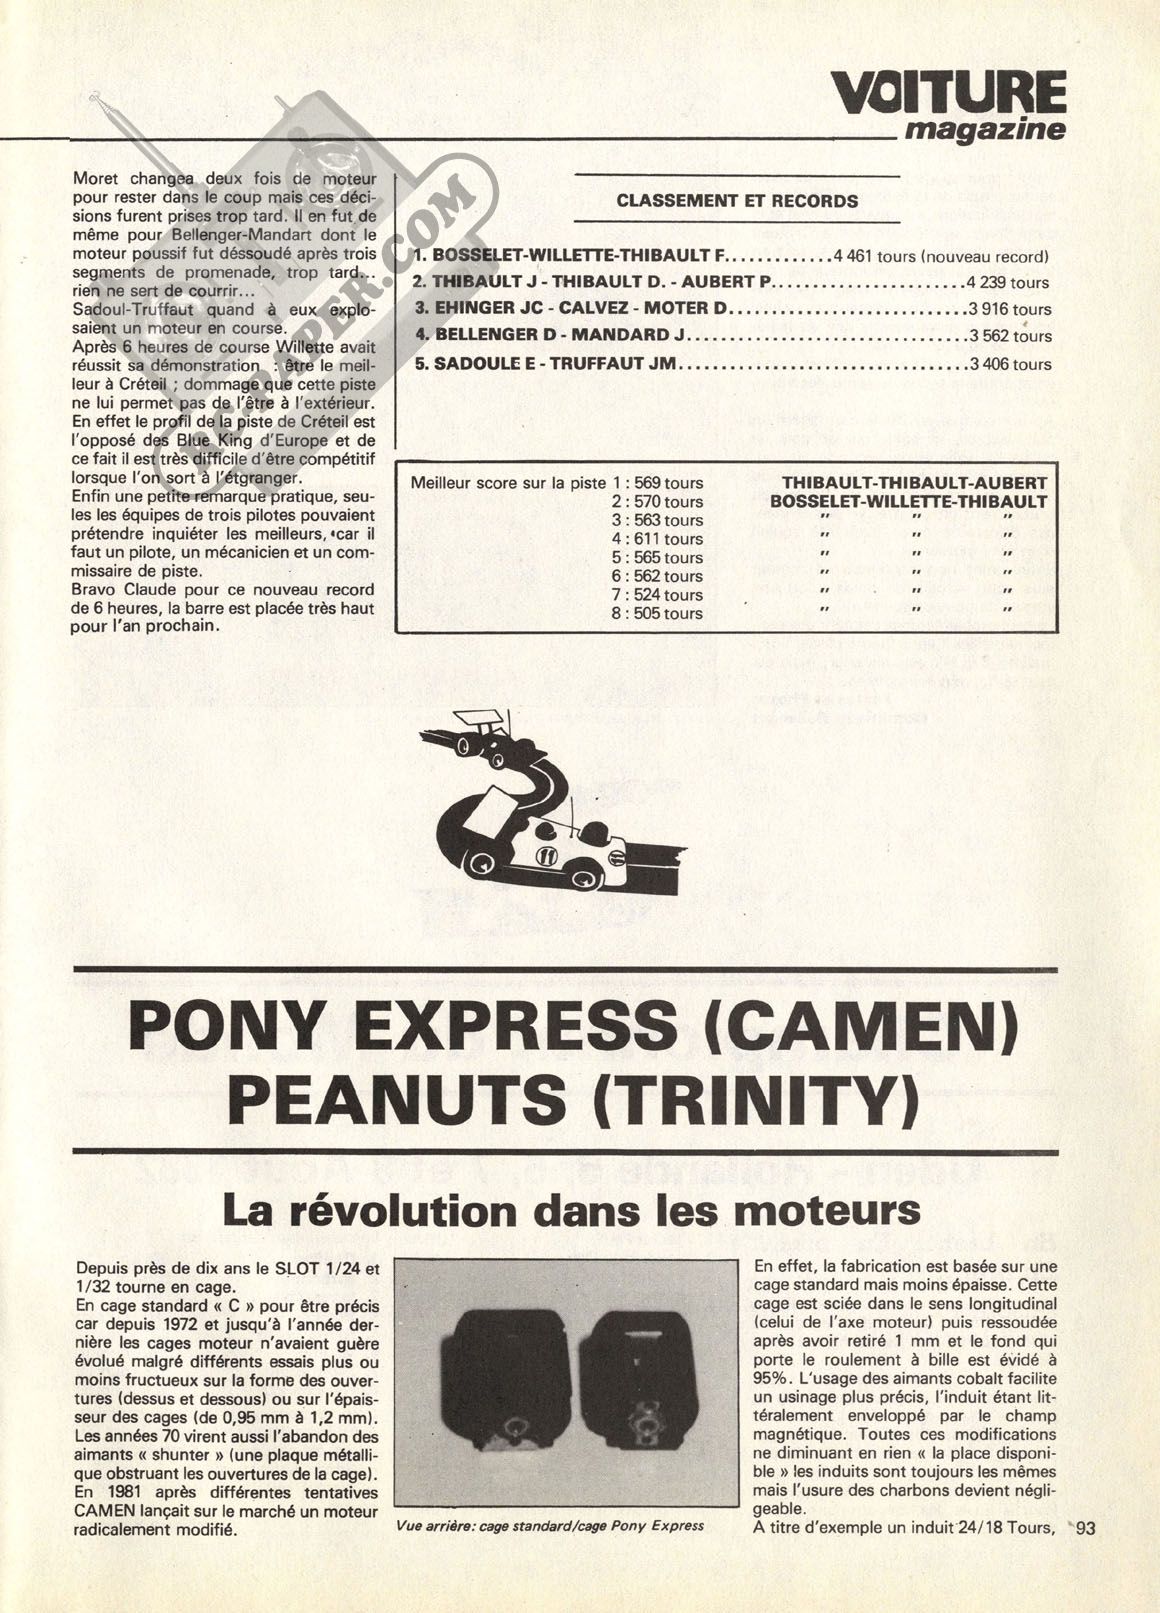 VOITURE
magazine
Moret changea deux fois de moteur
pour rester dans le coup mais ces déci-
sions furent prises trop tard. Il en fut de
même pour Bellenger-Mandart dont le
moteur poussif fut déssoudé après trois
segments de promenade, trop tard...
rien ne sert de courrir...
Sadoul-Truffaut quand à eux explo-
saient un moteur en course.
Après 6 heures de course Willette avait
réussit sa démonstration : être le meil-
leur à Créteil ; dommage que cette piste
ne lui permet pas de l'être à l'extérieur.
En effet le profil de la piste de Créteil est
l'opposé des Blue King d'Europe et de
ce fait il est très difficile d'être compétitif
lorsque l'on sort à l'étgranger.
Enfin une petite remarque pratique, seu-
les les équipes de trois pilotes pouvaient
prétendre inquiéter les meilleurs, car il
faut un pilote, un mécanicien et un com-
missaire de piste.
Bravo Claude pour ce nouveau record
de 6 heures, la barre est placée très haut
pour l'an prochain.
RC-PAPER.COM
CLASSEMENT ET RECORDS
1. BOSSELET-WILLETTE-THIBAULT F.............4 461 tours (nouveau record)
2. THIBAULT J - THIBAULT D. - AUBERT P.......................4 239 tours
3. EHINGER JC - CALVEZ - MOTER D............................3 916 tours
4. BELLENGER D - MANDARD J.................................3 562 tours
5. SADOULE E - TRUFFAUT JM..................................3 406 tours
Meilleur score sur la piste 1 : 569 tours THIBAULT-THIBAULT-AUBERT
2 : 570 tours BOSSELET-WILLETTE-THIBAULT
3 : 563 tours " " "
4 : 611 tours " " "
5 : 565 tours " " "
6 : 562 tours " " "
7 : 524 tours " " "
8 : 505 tours " " "
11
11
PONY EXPRESS (CAMEN)
PEANUTS (TRINITY)
La révolution dans les moteurs
Depuis près de dix ans le SLOT 1/24 et
1/32 tourne en cage.
En cage standard « C » pour être précis
car depuis 1972 et jusqu'à l'année der-
nière les cages moteur n'avaient guère
évolué malgré différents essais plus ou
moins fructueux sur la forme des ouver-
tures (dessus et dessous) ou sur l'épais-
seur des cages (de 0,95 mm à 1,2 mm).
Les années 70 virent aussi l'abandon des
aimants « shunter » (une plaque métalli-
que obstruant les ouvertures de la cage).
En 1981 après différentes tentatives
CAMEN lançait sur le marché un moteur
radicalement modifié.
Vue arrière: cage standard/cage Pony Express
En effet, la fabrication est basée sur une
cage standard mais moins épaisse. Cette
cage est sciée dans le sens longitudinal
(celui de l'axe moteur) puis ressoudée
après avoir retiré 1 mm et le fond qui
porte le roulement à bille est évidé à
95%. L'usage des aimants cobalt facilite
un usinage plus précis, l'induit étant lit-
téralement enveloppé par le champ
magnétique. Toutes ces modifications
ne diminuant en rien « la place disponi-
ble » les induits sont toujours les mêmes
mais l'usure des charbons devient négli-
geable.
A titre d'exemple un induit 24/18 Tours,
93